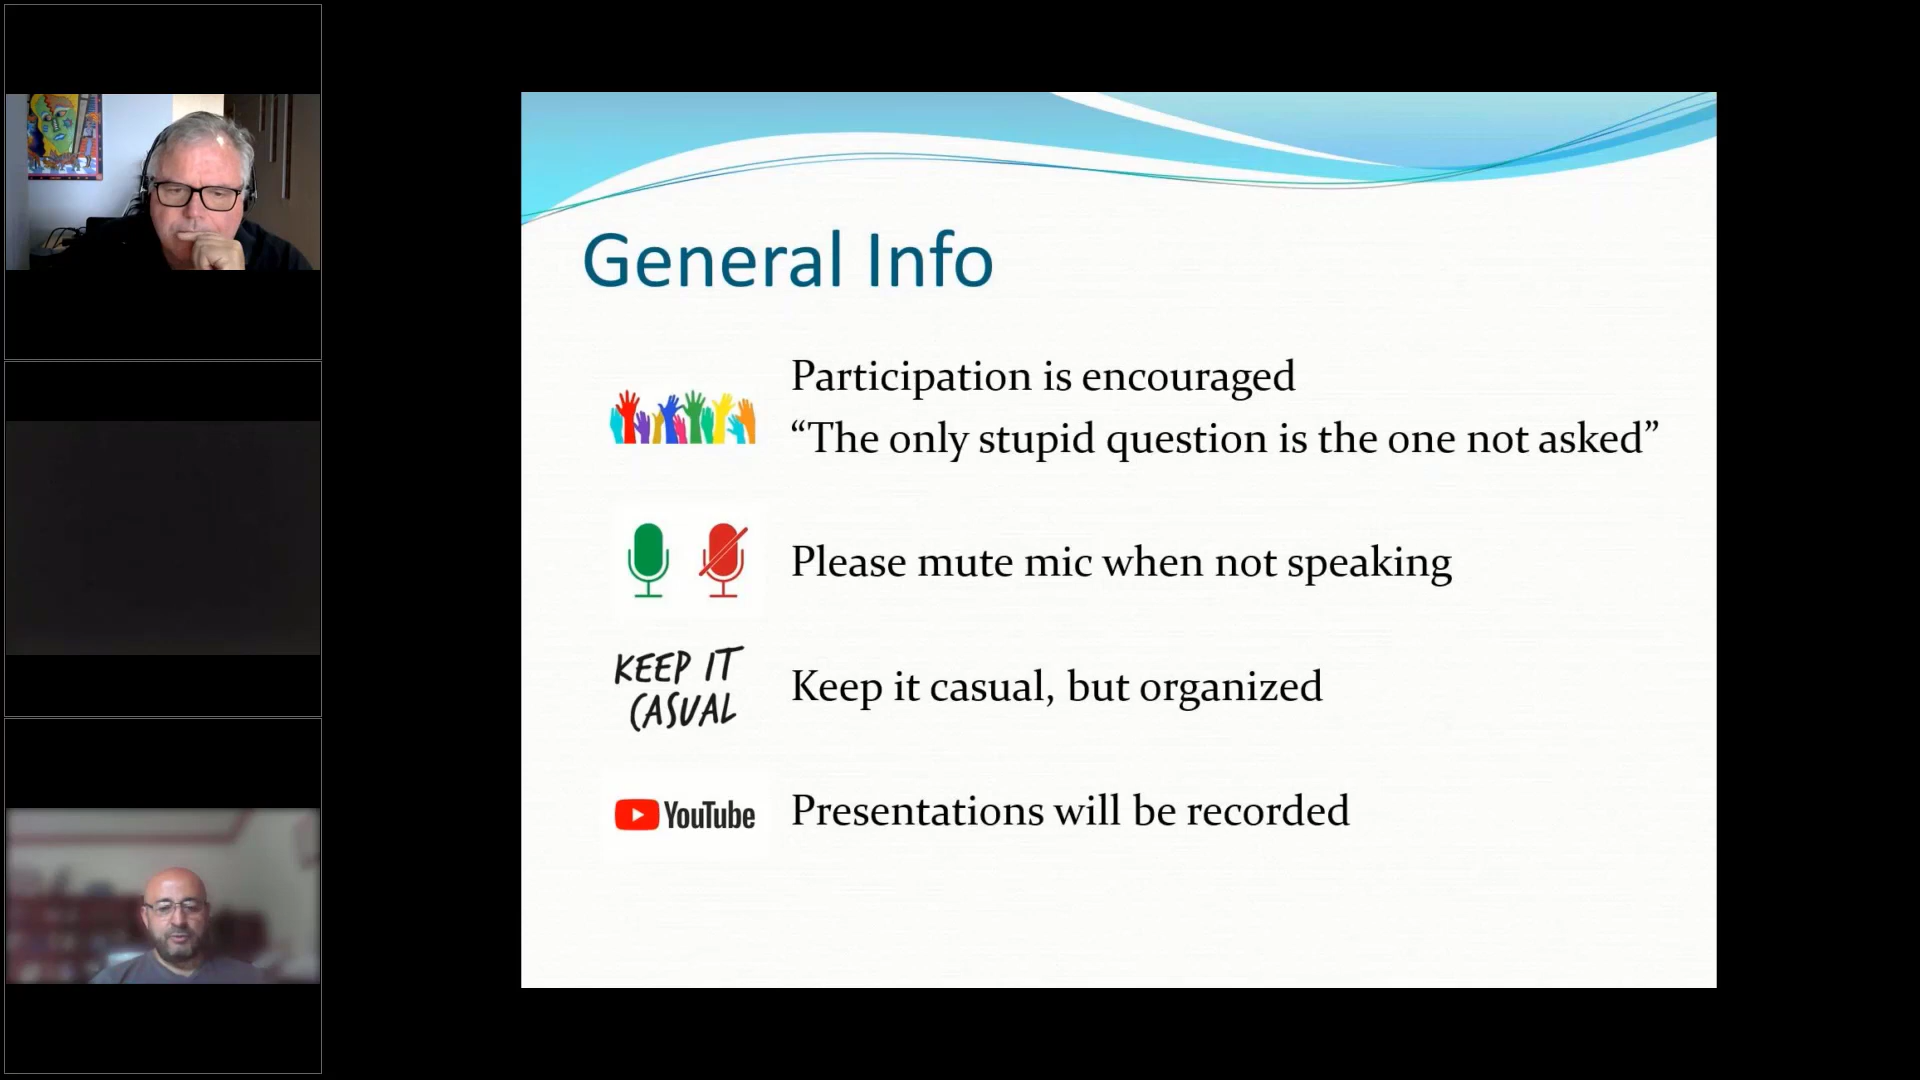 General Info
Participation is encouraged
“The only stupid question is the one not asked”
Please mute mic when not speaking
KEEP IT
CASUAL
Keep it casual, but organized
YouTube
Presentations will be recorded